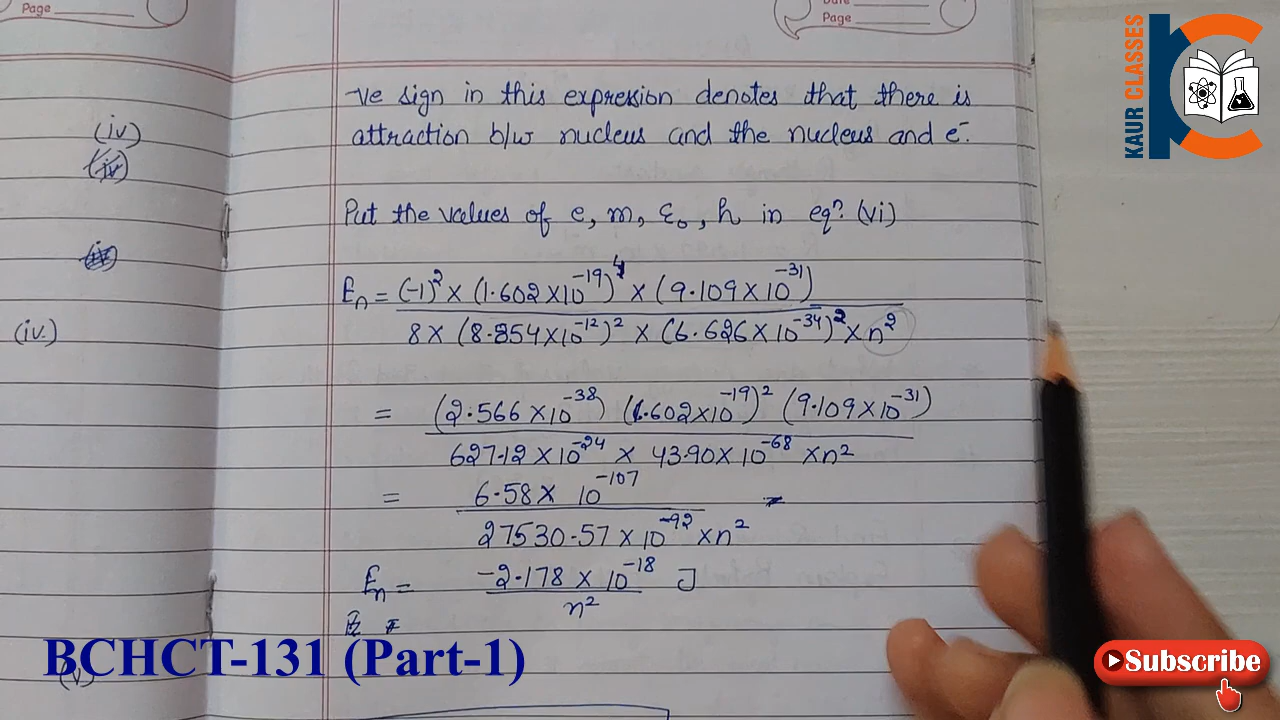 Page
Date
Page
KAUR CLASSES
-ve sign in this expression denotes that there is
attraction b/w nucleus and the nucleus and e⁻.
(iv)
(iv)
Put the values of e, m, ε₀, h in eqⁿ. (vi)
Eₙ = (-1)² × (1.602×10⁻¹⁹)⁴ × (9.109×10⁻³¹)
8 × (8.854×10⁻¹²)² × (6.626×10⁻³⁴)² × n²
(iv.)
= (2.566×10⁻³⁸) (1.602×10⁻¹⁹)² (9.109×10⁻³¹)
627.12×10⁻²⁴ × 43.90×10⁻⁶⁸ × n²
= 6.58× 10⁻¹⁰⁷
27530.57×10⁻⁹² × n²
Eₙ = -2.178 × 10⁻¹⁸ J
n²
BCHCT-131 (Part-1)
(v)
Subscribe